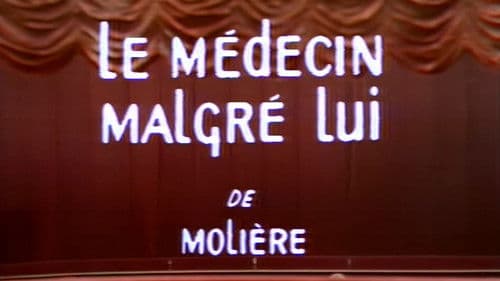 LE MÉDECIN
MALGRÉ lui
DE
MOLIÈRE